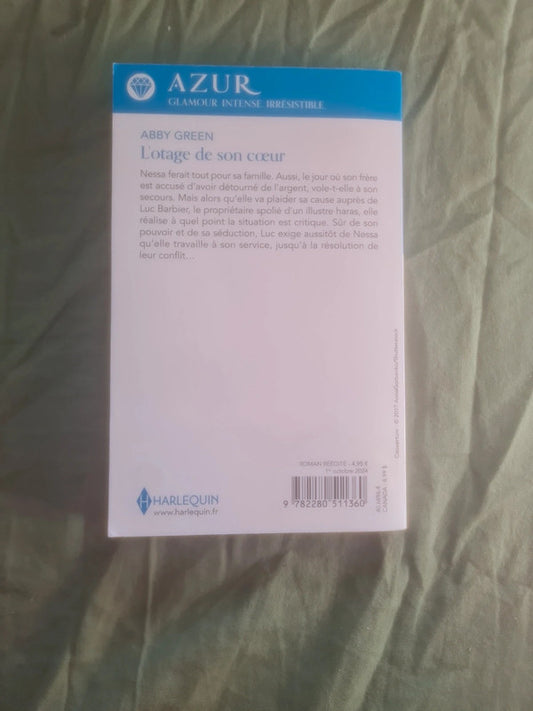 AZUR
GLAMOUR INTENSE IRRÉSISTIBLE
ABBY GREEN
L'otage de son cœur
Nessa ferait tout pour sa famille. Aussi, le jour où son frère
est accusé d'avoir détourné de l'argent, vole-t-elle à son
secours. Mais alors qu'elle va plaider sa cause auprès de
Luc Barbier, le propriétaire spolié d'un illustre haras, elle
réalise à quel point la situation est critique. Sûr de son
pouvoir et de sa séduction, Luc exige aussitôt de Nessa
qu'elle travaille à son service, jusqu'à la résolution de
leur conflit…
ROMAN RÉÉDITÉ - 4,95 €
1er octobre 2024
9 782280 511360
CANADA : 8.99 $
HARLEQUIN
www.harlequin.fr